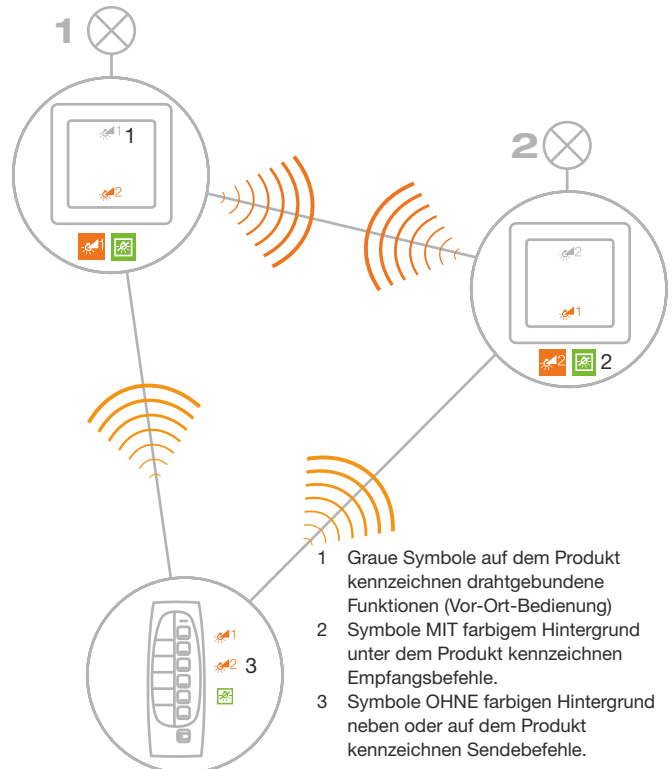 1
1 1
2
1
2
2
1
2 2
1
2 3
1 Graue Symbole auf dem Produkt
kennzeichnen drahtgebundene
Funktionen (Vor-Ort-Bedienung)
2 Symbole MIT farbigem Hintergrund
unter dem Produkt kennzeichnen
Empfangsbefehle.
3 Symbole OHNE farbigen Hintergrund
neben oder auf dem Produkt
kennzeichnen Sendebefehle.